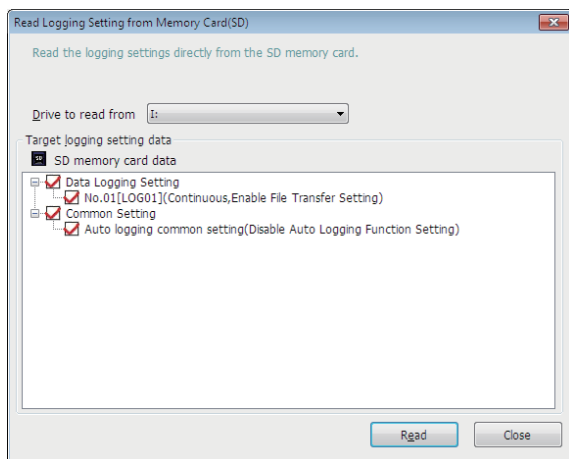 Read Logging Setting from Memory Card(SD)
Read the logging settings directly from the SD memory card.
Drive to read from I:
Target logging setting data
SD SD memory card data
Data Logging Setting
No.01[LOG01](Continuous,Enable File Transfer Setting)
Common Setting
Auto logging common setting(Disable Auto Logging Function Setting)
Read Close